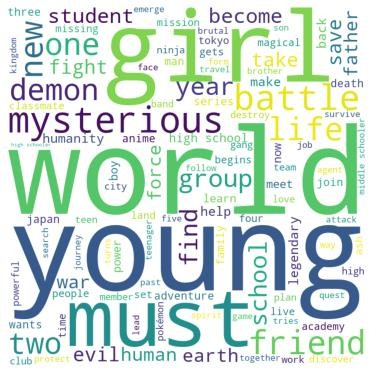 three
emerge
student
become
mission
brutal
son
missing
ninja
man
tokyo
magical
gets
make
back
kingdom
new
one
fight
girl
take
save
father
demon
year
battle
travel
form
brother
death
face
classmate
band
series
destroy
survive
mysterious
life
humanity
anime
high school
gang
begins
now
job
high schooler
world
middle schooler
boy
city
force
group
follow
team
agent
meet
join
learn
love
japan
teen
land
five
four
attack
help
family
legendary
way
ash
young
search
journey
turns
power
teenager
find
school
high
powerful
war
people
past
member
set
adventure
spirit
game
plan
live
quest
must
wants
time
lead
pokémon
tries
academy
friend
two
club
protect
evil
human
earth
together
work
discover